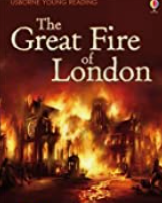 USBORNE YOUNG READING
The
Great Fire
of London